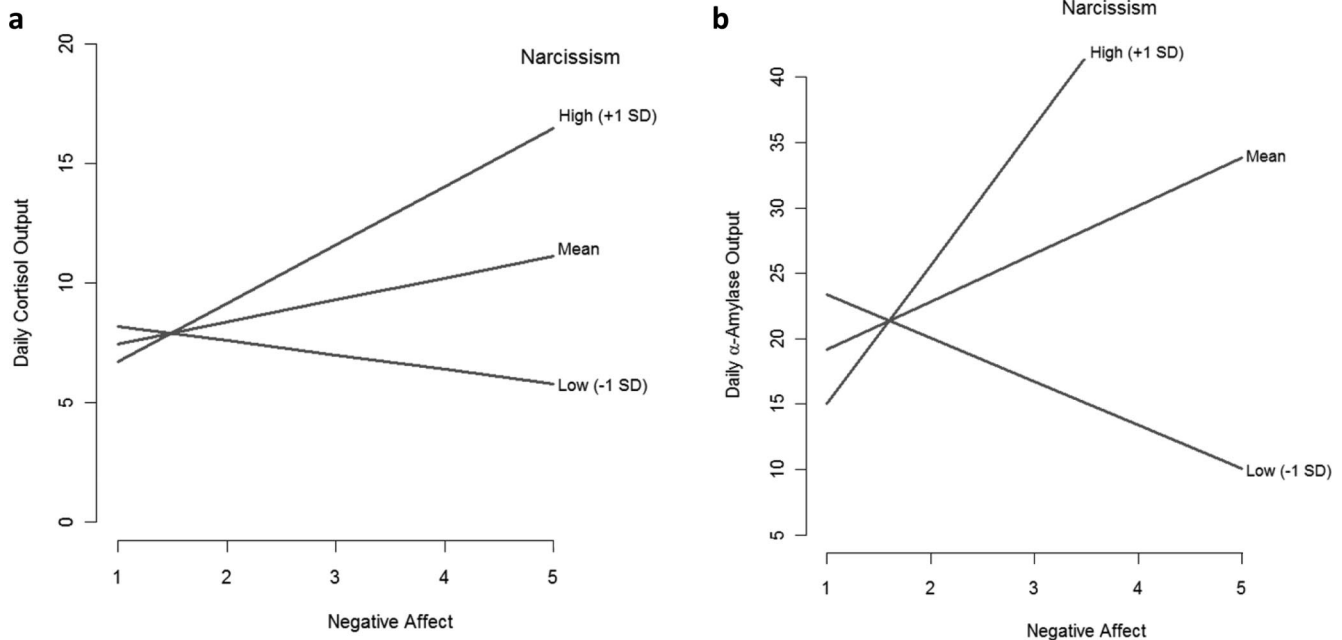 a
Narcissism
20
15
10
5
0
Daily Cortisol Output
High (+1 SD)
Mean
Low (-1 SD)
1 2 3 4 5
Negative Affect
b
Narcissism
40
35
30
25
20
15
10
5
Daily α-Amylase Output
High (+1 SD)
Mean
Low (-1 SD)
1 2 3 4 5
Negative Affect